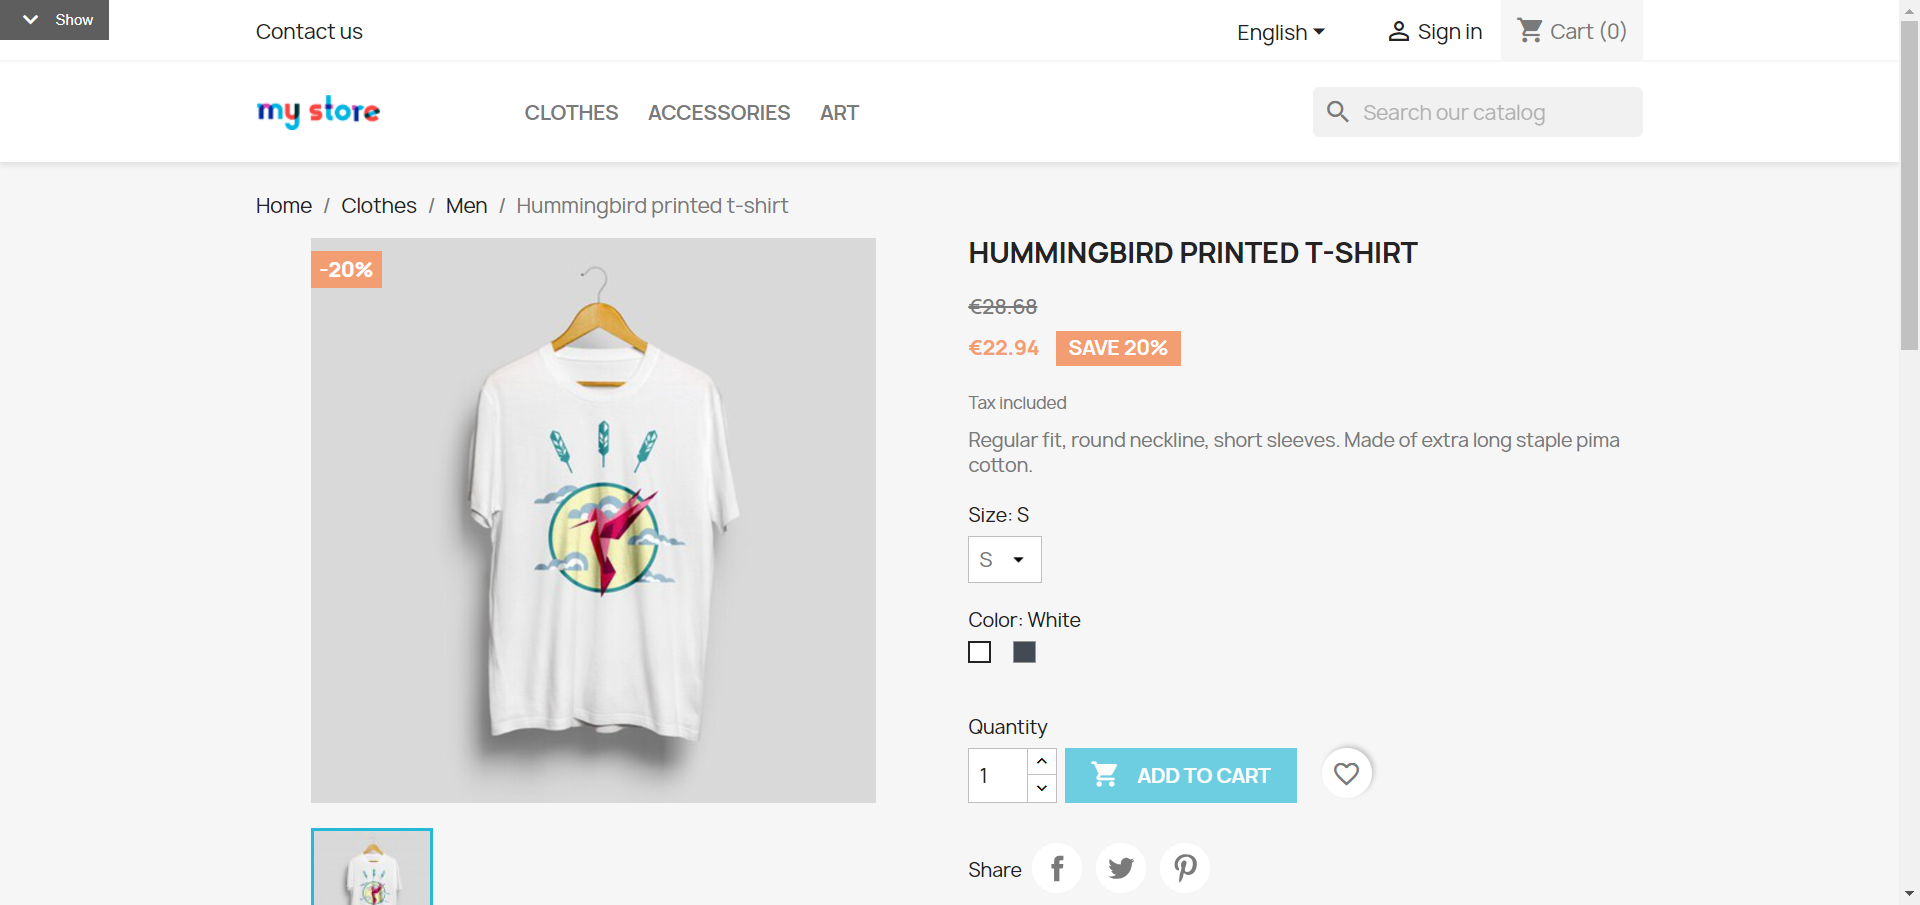 Show
Contact us
English
Sign in
Cart (0)
my store
CLOTHES
ACCESSORIES
ART
Search our catalog
Home / Clothes / Men / Hummingbird printed t-shirt
-20%
HUMMINGBIRD PRINTED T-SHIRT
€28.68
€22.94
SAVE 20%
Tax included
Regular fit, round neckline, short sleeves. Made of extra long staple pima
cotton.
Size: S
S
Color: White
Quantity
1
ADD TO CART
Share